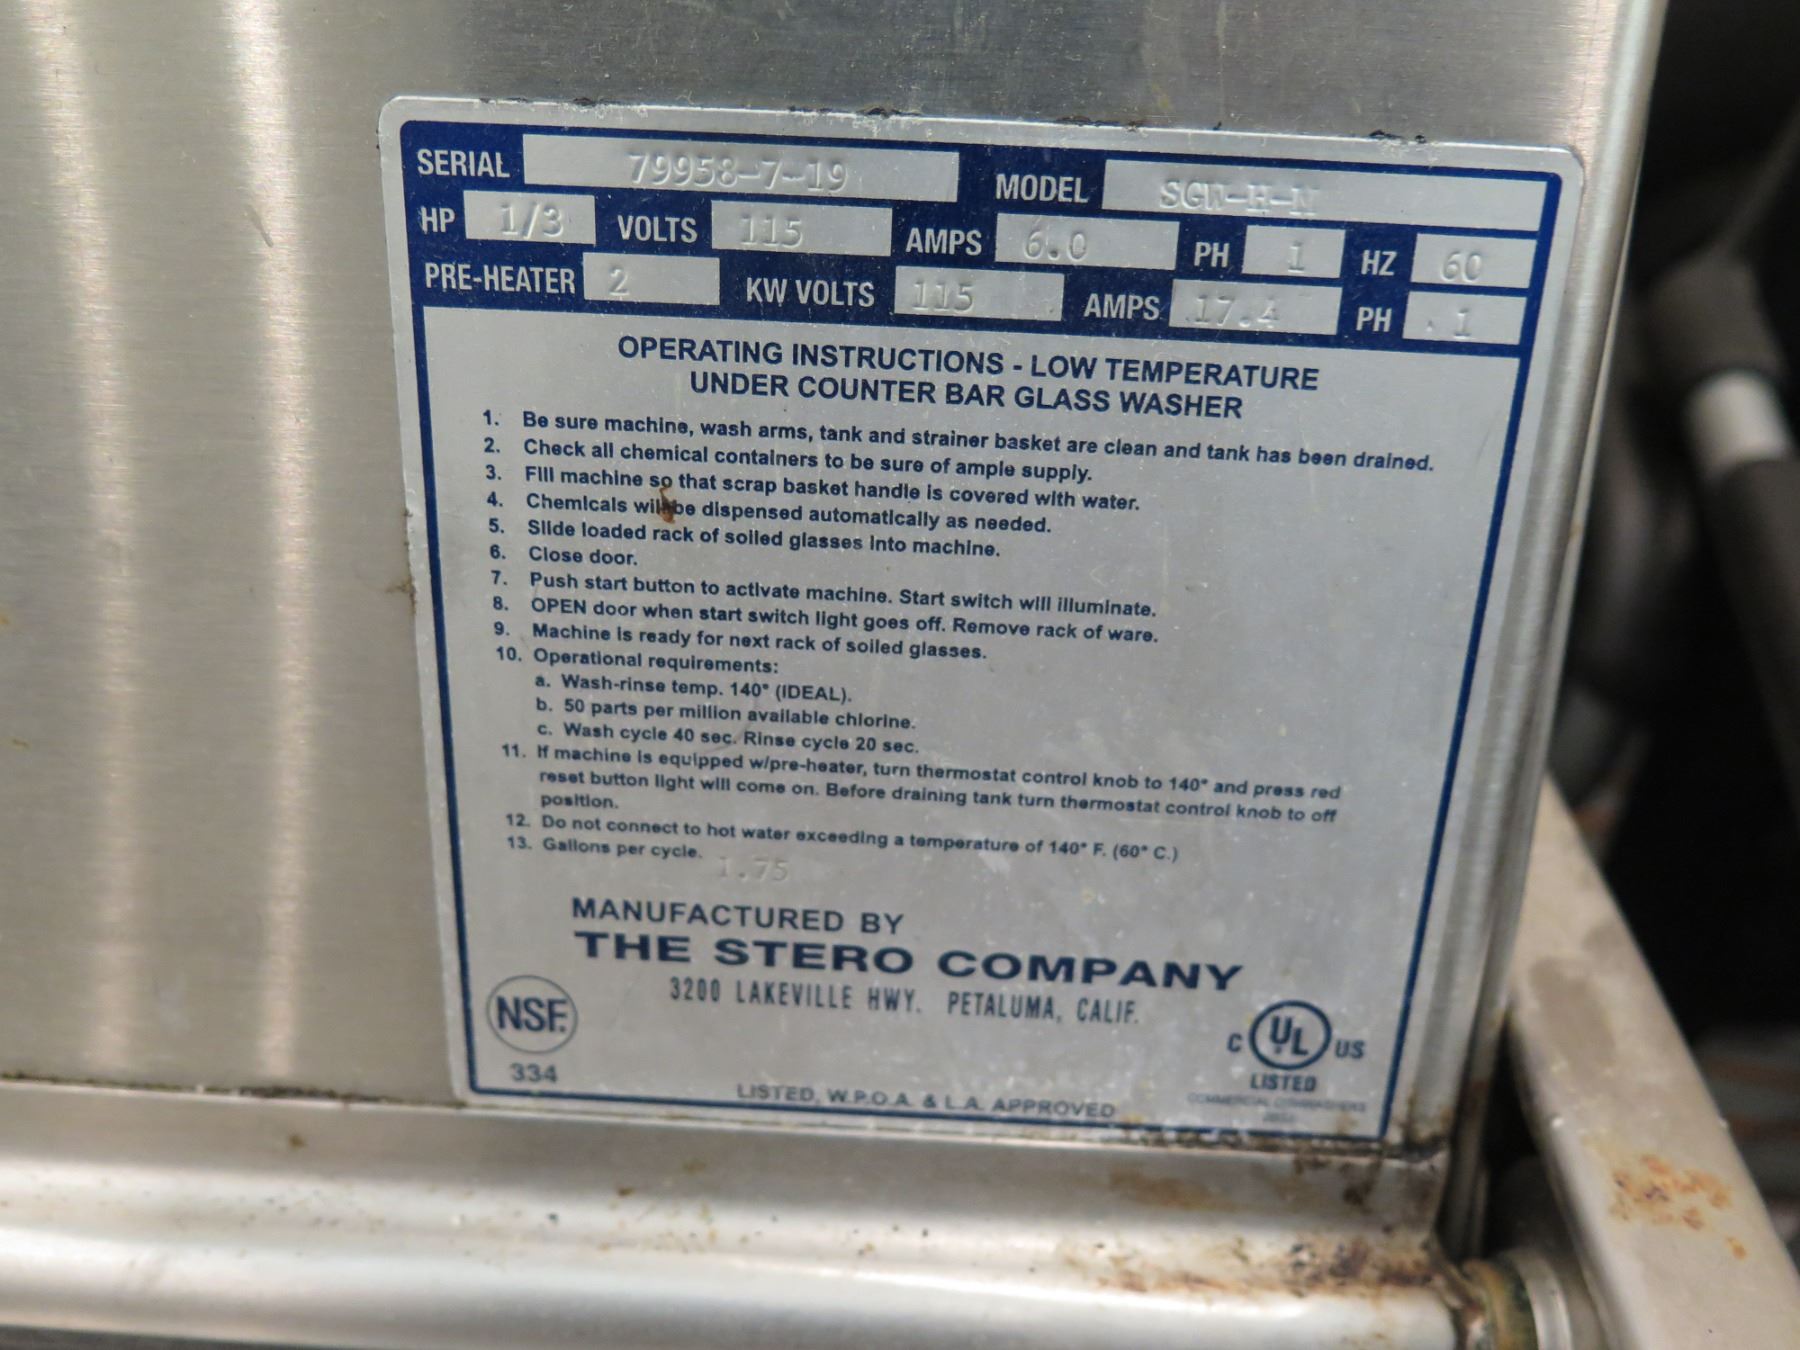 SERIAL 79958-7-19 MODEL SGW-H-N
HP 1/3 VOLTS 115 AMPS 6.0 PH 1 HZ 60
PRE-HEATER 2 KW VOLTS 115 AMPS 17.4 PH 1
OPERATING INSTRUCTIONS - LOW TEMPERATURE
UNDER COUNTER BAR GLASS WASHER
1. Be sure machine, wash arms, tank and strainer basket are clean and tank has been drained.
2. Check all chemical containers to be sure of ample supply.
3. Fill machine so that scrap basket handle is covered with water.
4. Chemicals will be dispensed automatically as needed.
5. Slide loaded rack of soiled glasses into machine.
6. Close door.
7. Push start button to activate machine. Start switch will illuminate.
8. OPEN door when start switch light goes off. Remove rack of ware.
9. Machine is ready for next rack of soiled glasses.
10. Operational requirements:
a. Wash-rinse temp. 140° (IDEAL).
b. 50 parts per million available chlorine.
c. Wash cycle 40 sec. Rinse cycle 20 sec.
11. If machine is equipped w/pre-heater, turn thermostat control knob to 140° and press red
reset button light will come on. Before draining tank turn thermostat control knob to off
position.
12. Do not connect to hot water exceeding a temperature of 140° F. (60° C.)
13. Gallons per cycle. 1.75
MANUFACTURED BY
THE STERO COMPANY
3200 LAKEVILLE HWY. PETALUMA, CALIF.
NSF.
334
C UL US
LISTED
LISTED, W.P.O.A. & L.A. APPROVED
COMMERCIAL DISHWASHERS